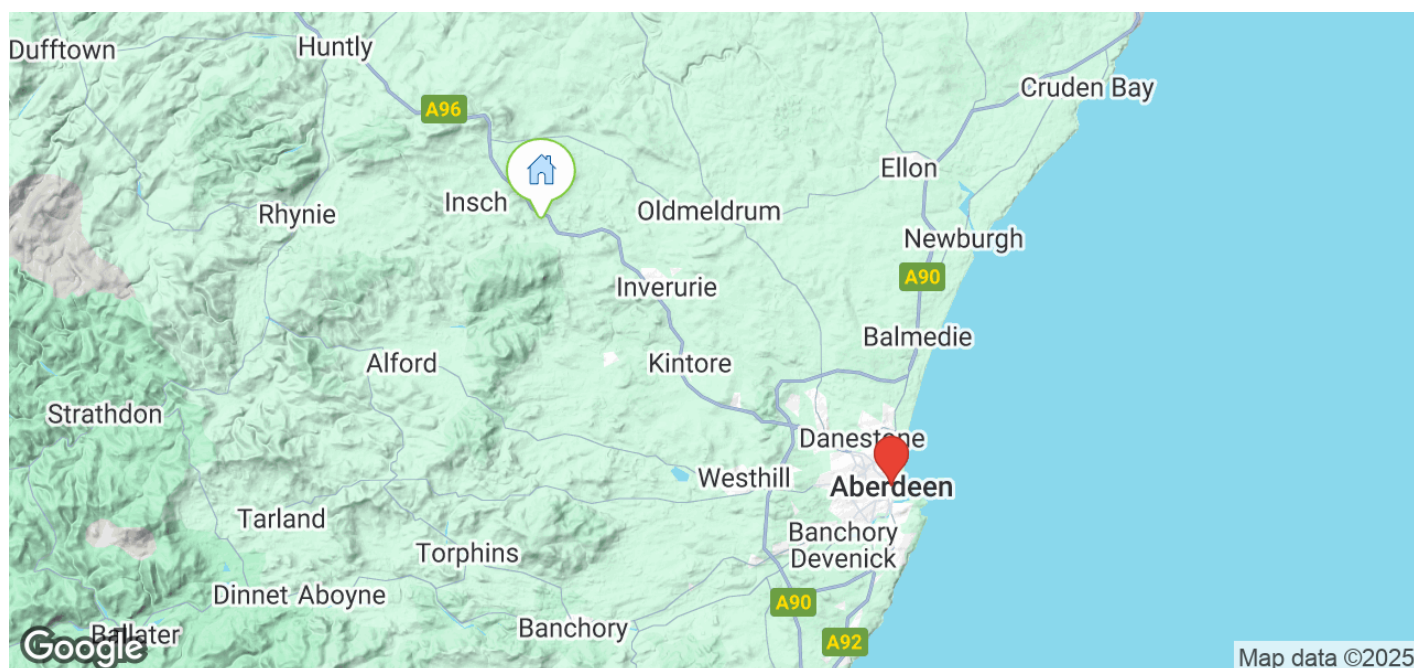 Dufftown
Huntly
Cruden Bay
A96
Ellon
Insch
Rhynie
Oldmeldrum
Newburgh
A90
Inverurie
Balmedie
Alford
Kintore
Strathdon
Danestone
Westhill
Aberdeen
Tarland
Banchory
Devenick
Torphins
Dinnet
Aboyne
A90
Banchory
Ballater
A92
Google
Map data ©2025